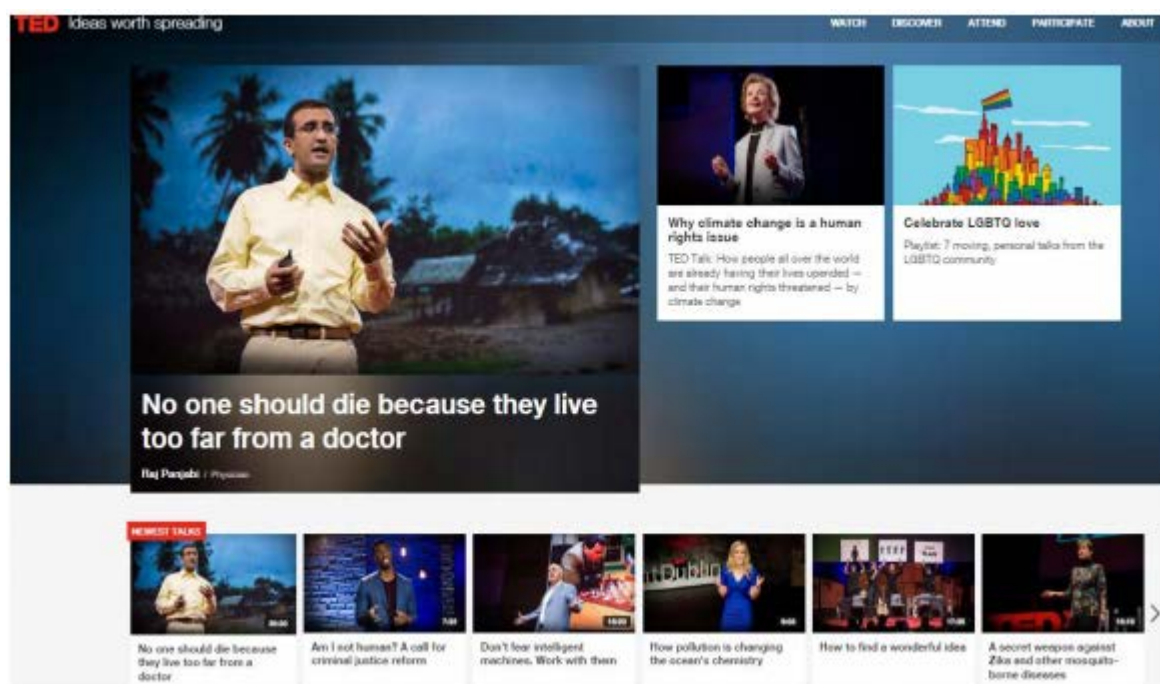 TED Ideas worth spreading
WATCH DISCOVER ATTEND PARTICIPATE ABOUT
No one should die because they live
too far from a doctor
Raj Panjabi / Physician
Why climate change is a human
rights issue
TED Talk: How people all over the world
are already having their lives upended —
and their human rights threatened — by
climate change
Celebrate LGBTQ love
Playlist: 7 moving, personal talks from the
LGBTQ community
NEWEST TALKS
No one should die because
they live too far from a
doctor
Am I not human? A call for
criminal justice reform
Don't fear intelligent
machines. Work with them
t Dublin
How pollution is changing
the ocean's chemistry
How to find a wonderful idea
A secret weapon against
Zika and other mosquito-
borne diseases